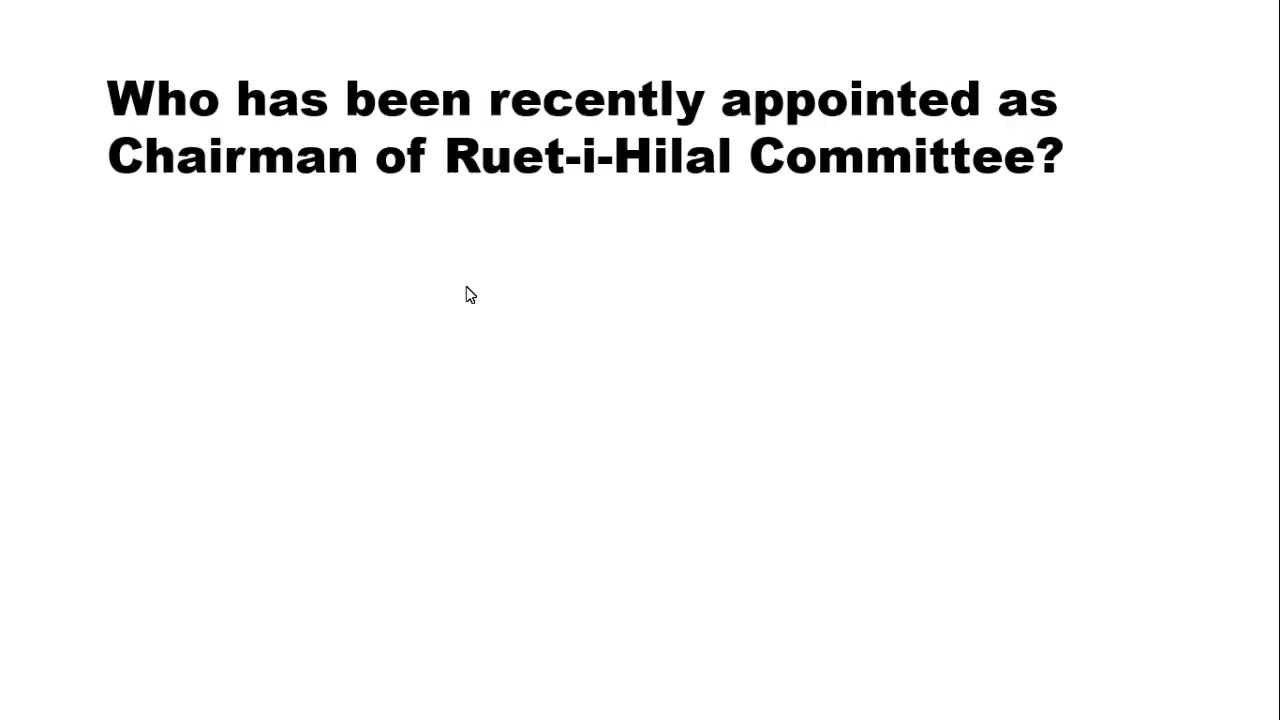 Who has been recently appointed as
Chairman of Ruet-i-Hilal Committee?